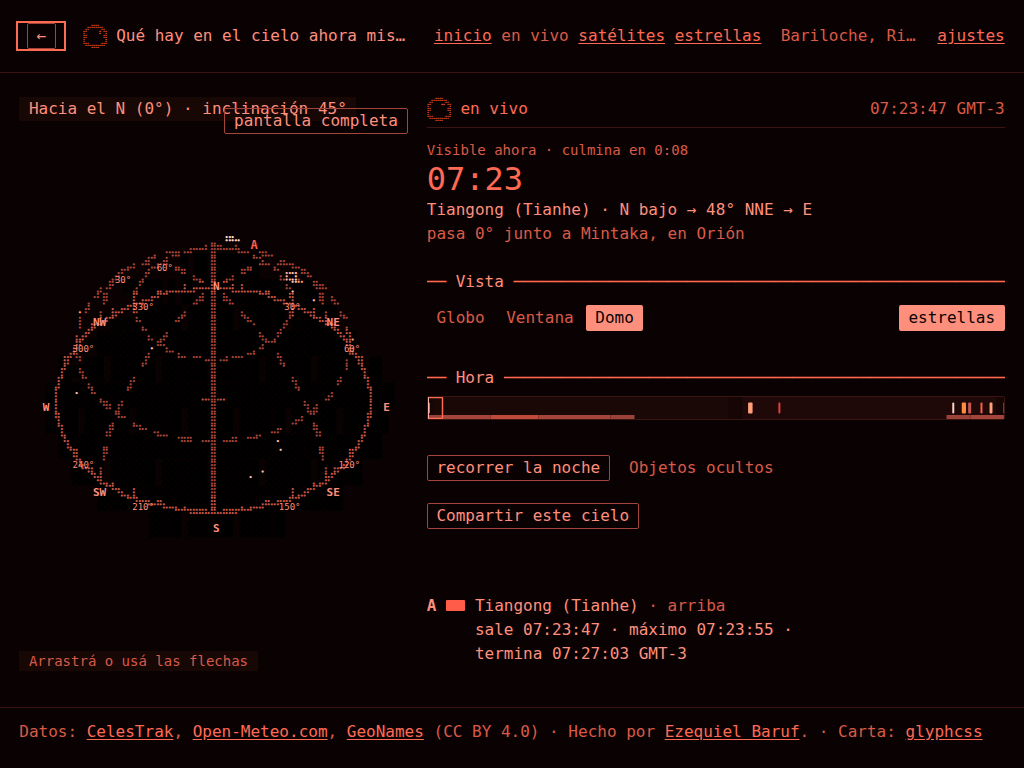 ←
Qué hay en el cielo ahora mis…
inicio en vivo satélites estrellas
Bariloche, Ri…
ajustes
Hacia el N (0°) · inclinación 45°
pantalla completa
A
60°
30°
N
330°
30°
NW
NE
300°
60°
W
E
240°
120°
SW
SE
210°
150°
S
Arrastrá o usá las flechas
en vivo
07:23:47 GMT-3
Visible ahora · culmina en 0:08
07:23
Tiangong (Tianhe) · N bajo → 48° NNE → E
pasa 0° junto a Mintaka, en Orión
Vista
Globo Ventana Domo
estrellas
Hora
recorrer la noche
Objetos ocultos
Compartir este cielo
A Tiangong (Tianhe) · arriba
sale 07:23:47 · máximo 07:23:55 ·
termina 07:27:03 GMT-3
Datos: CelesTrak, Open-Meteo.com, GeoNames (CC BY 4.0) · Hecho por Ezequiel Baruf. · Carta: glyphcss